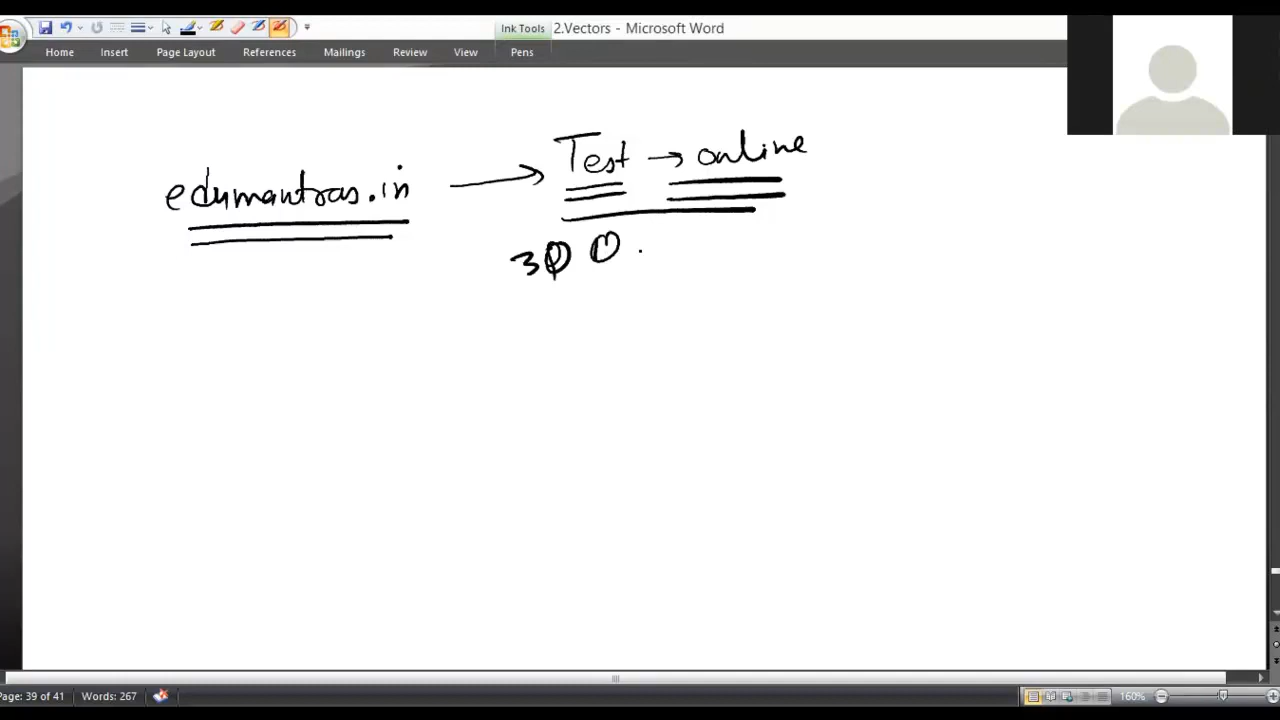 Ink Tools 2.Vectors - Microsoft Word
Home Insert Page Layout References Mailings Review View Pens
Test → online
edumantras.in →
Page: 39 of 41 Words: 267 160%